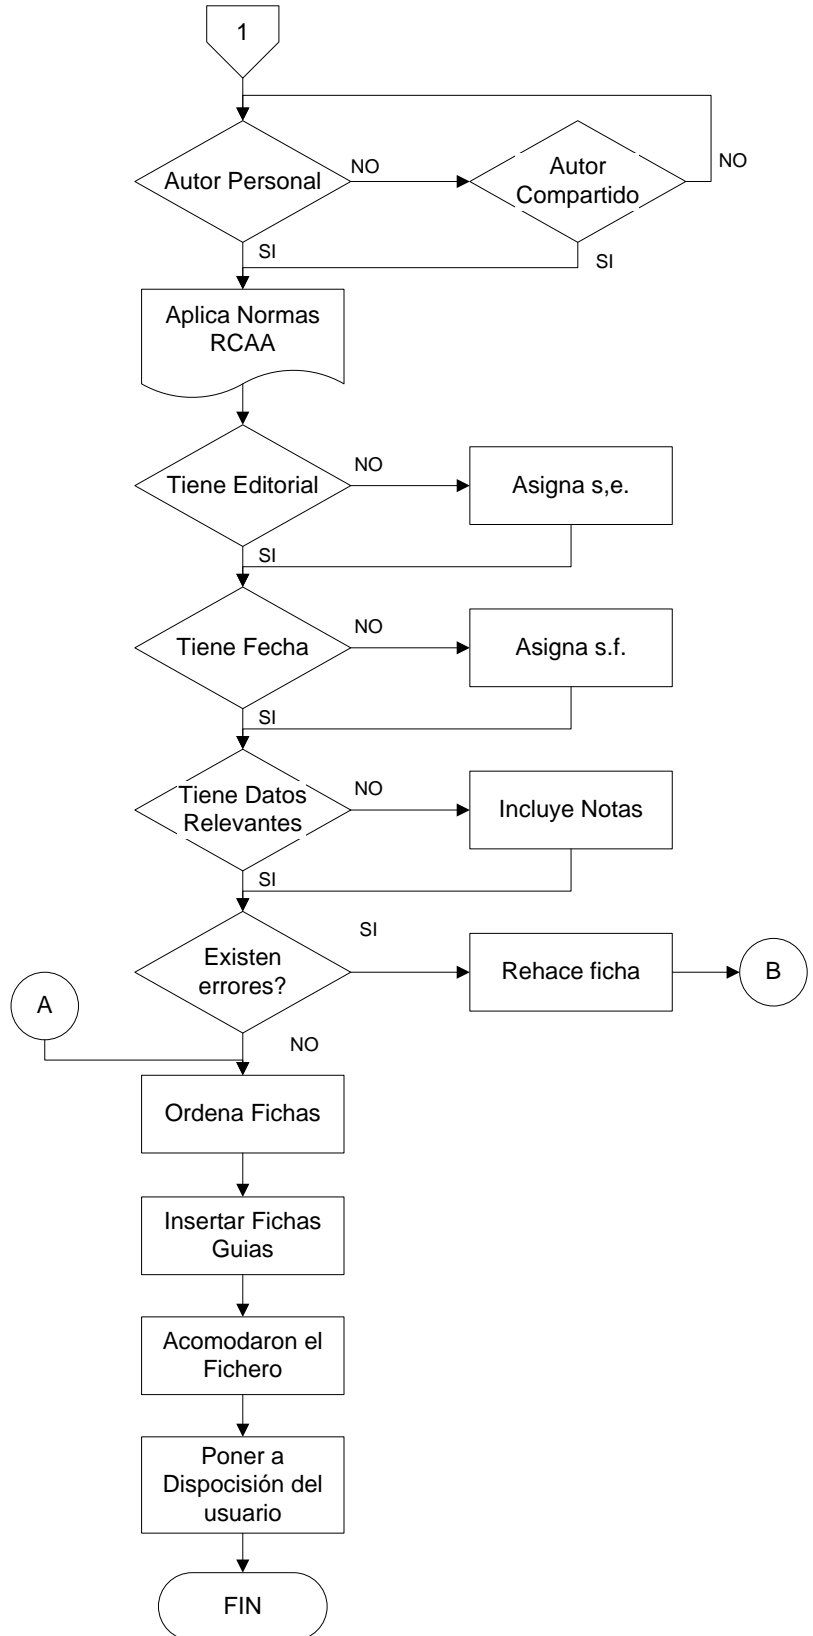 1
Autor Personal
NO
Autor
Compartido
NO
SI
SI
Aplica Normas
RCAA
Tiene Editorial
NO
Asigna s,e.
SI
Tiene Fecha
NO
Asigna s.f.
SI
Tiene Datos
Relevantes
NO
Incluye Notas
SI
Existen
errores?
SI
Rehace ficha
B
A
NO
Ordena Fichas
Insertar Fichas
Guias
Acomodaron el
Fichero
Poner a
Dispocisión del
usuario
FIN